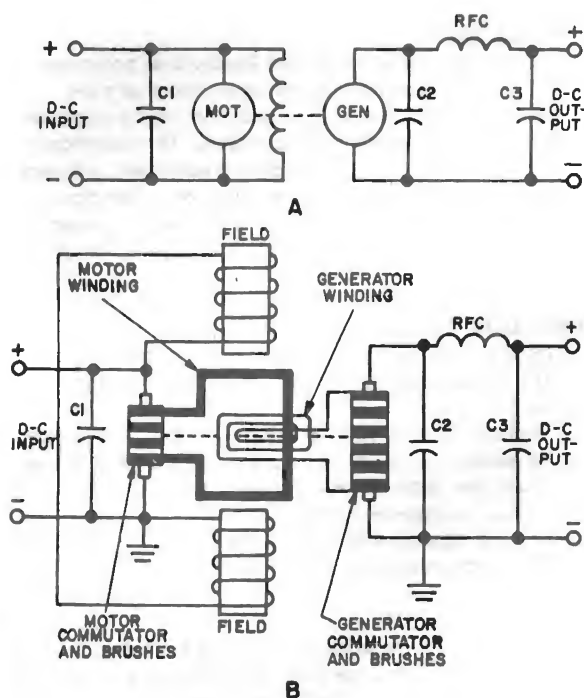 + RFC +
D-C INPUT C1 MOT GEN C2 C3 D-C OUT-PUT
− −
A
FIELD
MOTOR WINDING
GENERATOR WINDING
+ RFC +
C1
D-C INPUT
C2 C3 D-C OUT-PUT
− −
MOTOR COMMUTATOR AND BRUSHES
FIELD
GENERATOR COMMUTATOR AND BRUSHES
B